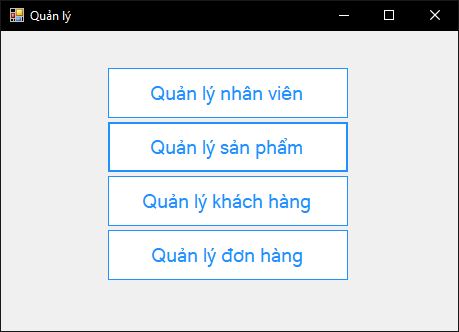 Quản lý
Quản lý nhân viên
Quản lý sản phẩm
Quản lý khách hàng
Quản lý đơn hàng